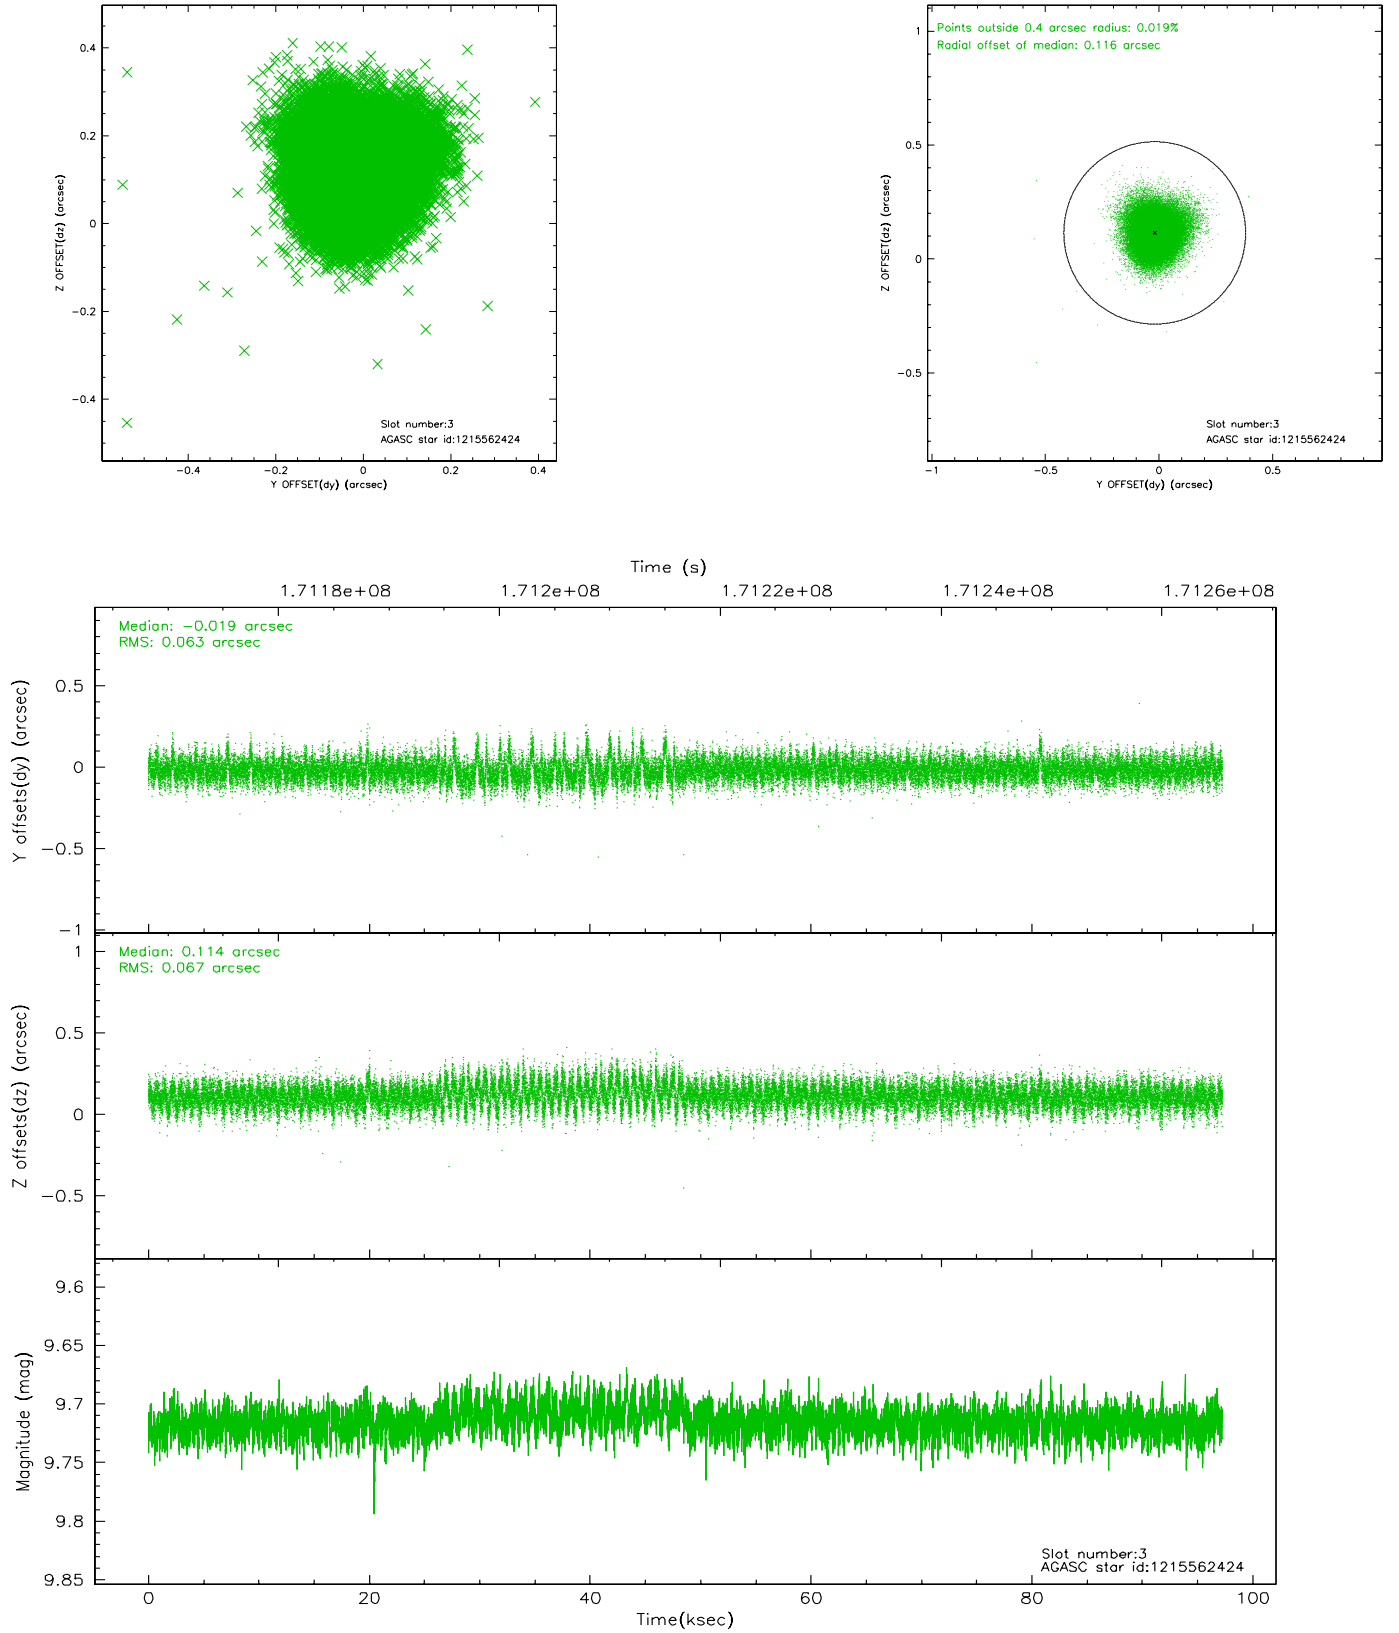 0.4
0.2
0
-0.2
-0.4
Z OFFSET(dz) (arcsec)
Slot number:3
AGASC star id:1215562424
-0.4 -0.2 0 0.2 0.4
Y OFFSET(dy) (arcsec)
Points outside 0.4 arcsec radius: 0.019%
Radial offset of median: 0.116 arcsec
1
0.5
0
-0.5
Z OFFSET(dz) (arcsec)
Slot number:3
AGASC star id:1215562424
-1 -0.5 0 0.5
Y OFFSET(dy) (arcsec)
Time (s)
1.7118e+08 1.712e+08 1.7122e+08 1.7124e+08 1.7126e+08
Median: -0.019 arcsec
RMS: 0.063 arcsec
0.5
0
-0.5
-1
Y offsets(dy) (arcsec)
Median: 0.114 arcsec
RMS: 0.067 arcsec
1
0.5
0
-0.5
Z offsets(dz) (arcsec)
9.6
9.65
9.7
9.75
9.8
9.85
Magnitude (mag)
Slot number:3
AGASC star id:1215562424
0 20 40 60 80 100
Time(ksec)